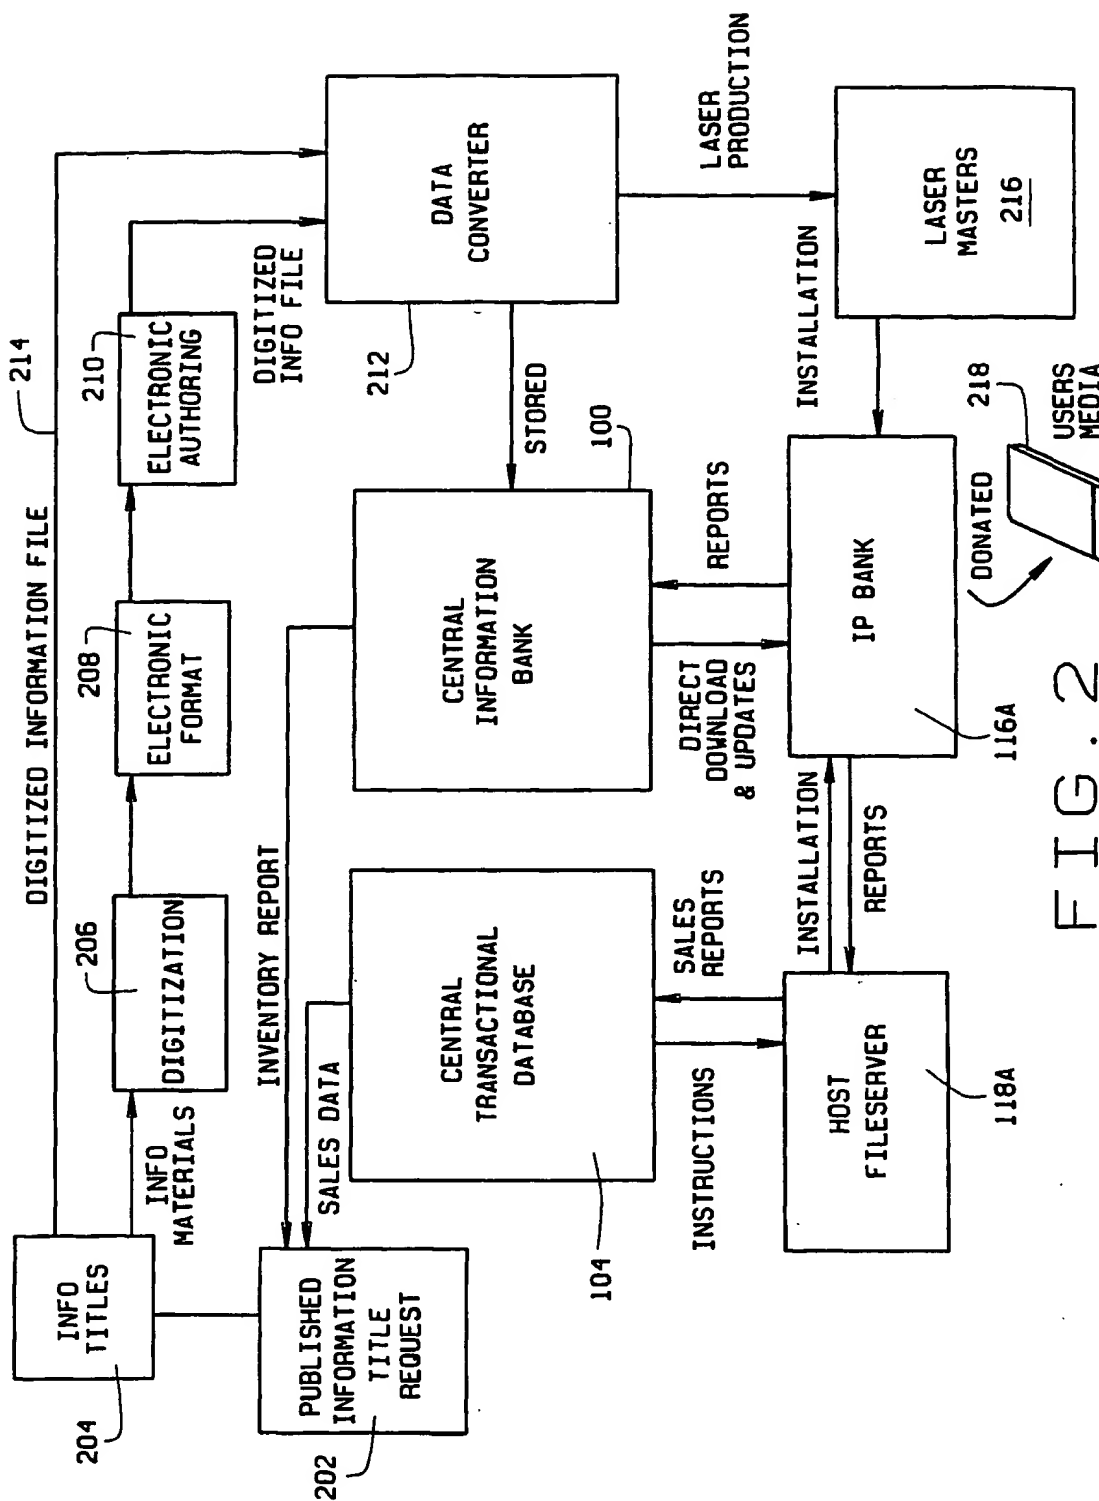 DIGITIZED INFORMATION FILE
214
INFO
TITLES
204
INFO
MATERIALS
206
DIGITIZATION
208
ELECTRONIC
FORMAT
210
ELECTRONIC
AUTHORING
DIGITIZED
INFO FILE
PUBLISHED
INFORMATION
TITLE
REQUEST
202
INVENTORY REPORT
SALES DATA
CENTRAL
TRANSACTIONAL
DATABASE
104
CENTRAL
INFORMATION
BANK
100
STORED
DATA
CONVERTER
212
INSTRUCTIONS
SALES
REPORTS
DIRECT
DOWNLOAD
& UPDATES
REPORTS
LASER
PRODUCTION
HOST
FILESERVER
118A
INSTALLATION
REPORTS
IP BANK
116A
INSTALLATION
LASER
MASTERS
216
DONATED
218
USERS
MEDIA
FIG. 2